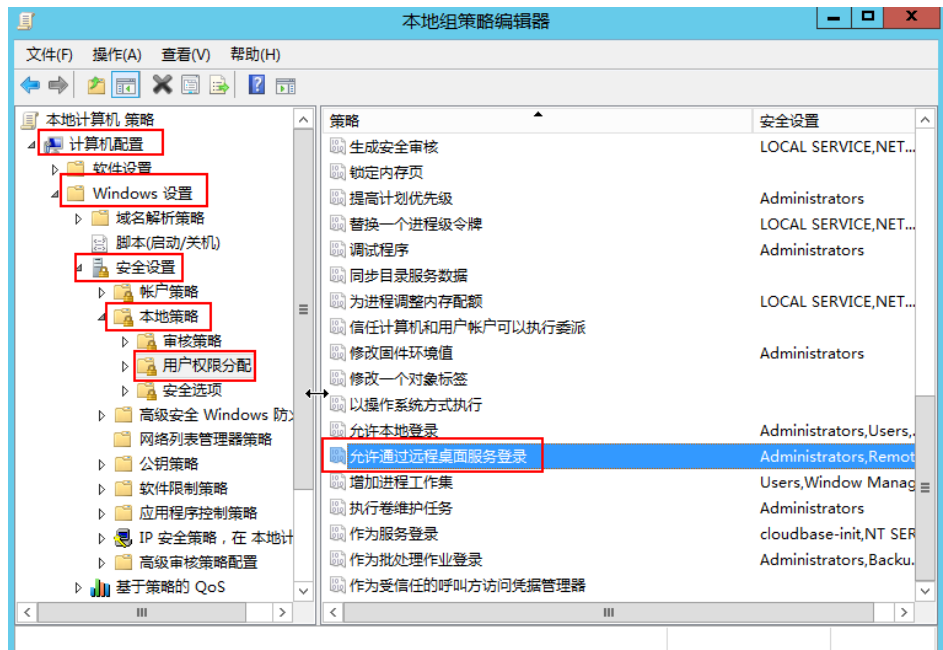 本地组策略编辑器
文件(F) 操作(A) 查看(V) 帮助(H)
本地计算机 策略
计算机配置
软件设置
Windows 设置
域名解析策略
脚本(启动/关机)
安全设置
帐户策略
本地策略
审核策略
用户权限分配
安全选项
高级安全 Windows 防
网络列表管理器策略
公钥策略
软件限制策略
应用程序控制策略
IP 安全策略，在 本地计
高级审核策略配置
基于策略的 QoS
策略 安全设置
生成安全审核 LOCAL SERVICE,NET...
锁定内存页
提高计划优先级 Administrators
替换一个进程级令牌 LOCAL SERVICE,NET...
调试程序 Administrators
同步目录服务数据
为进程调整内存配额 LOCAL SERVICE,NET...
信任计算机和用户帐户可以执行委派
修改固件环境值 Administrators
修改一个对象标签
以操作系统方式执行
允许本地登录 Administrators,Users,.
允许通过远程桌面服务登录 Administrators,Remot
增加进程工作集 Users,Window Manag
执行卷维护任务 Administrators
作为服务登录 cloudbase-init,NT SER
作为批处理作业登录 Administrators,Backu.
作为受信任的呼叫方访问凭据管理器